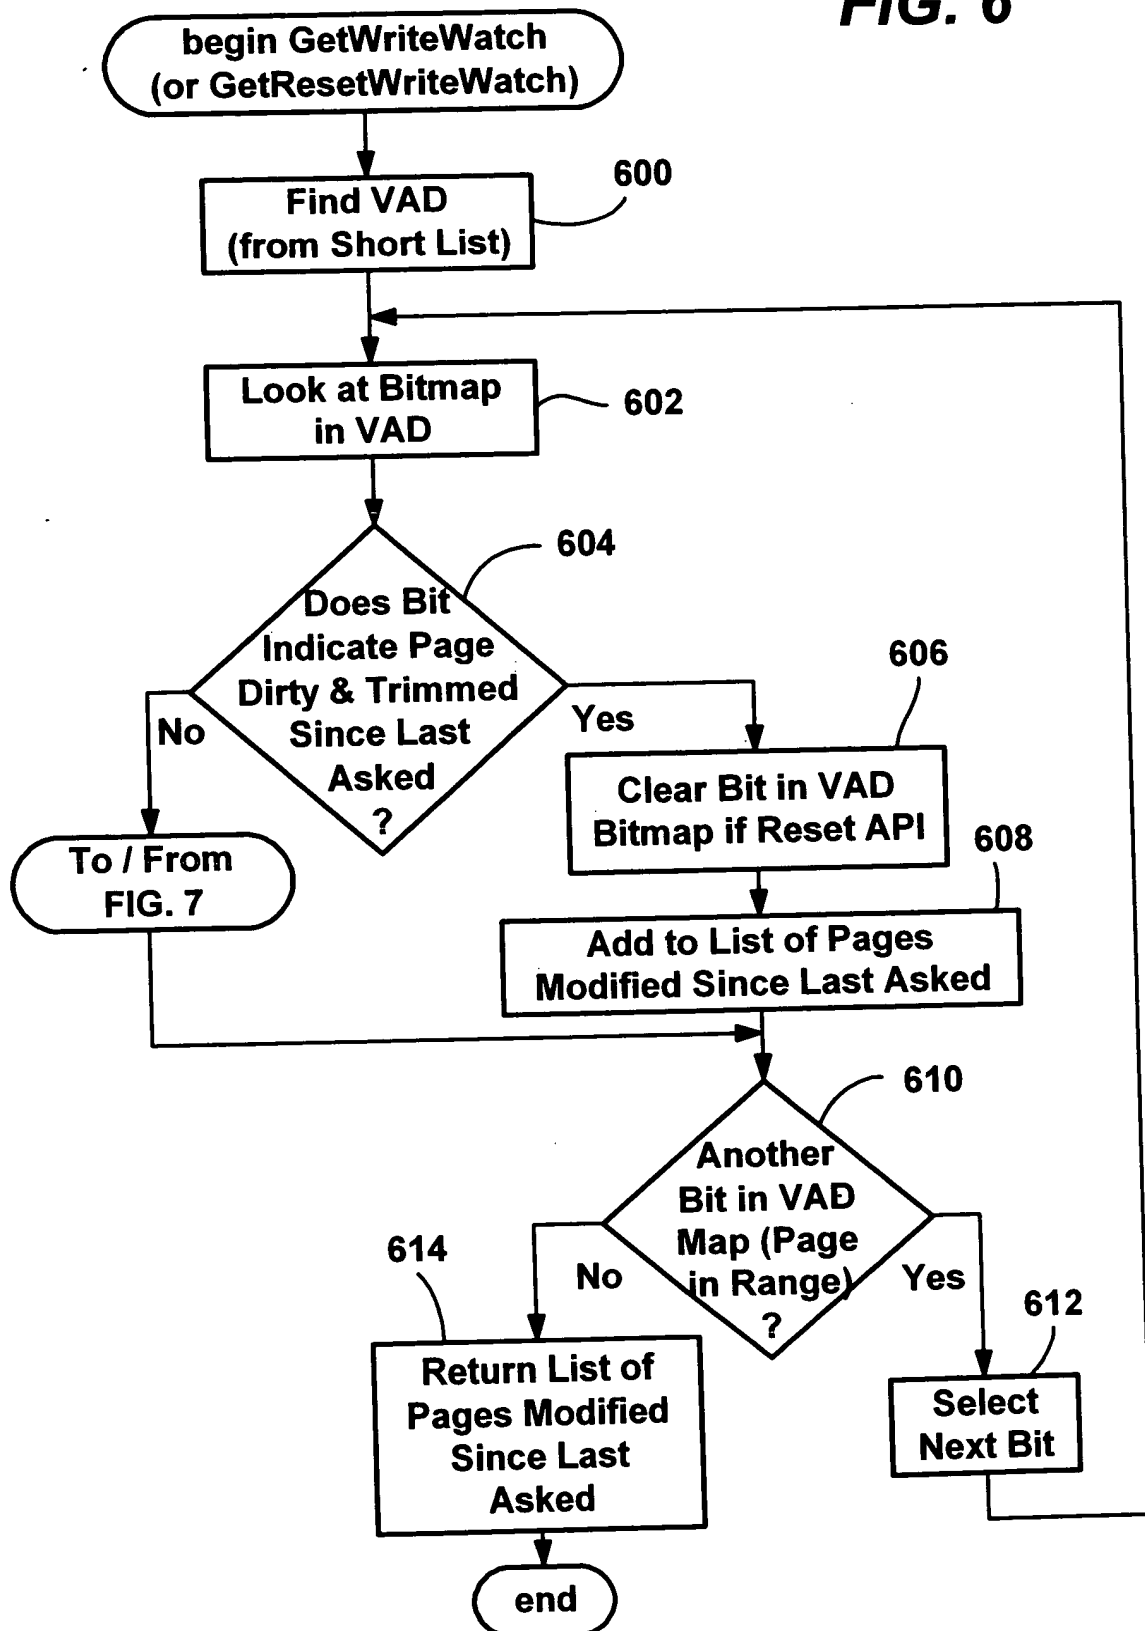 FIG. 6
begin GetWriteWatch
(or GetResetWriteWatch)
600
Find VAD
(from Short List)
Look at Bitmap
in VAD
602
604
Does Bit
Indicate Page
Dirty & Trimmed
Since Last
Asked
?
No
Yes
606
Clear Bit in VAD
Bitmap if Reset API
To / From
FIG. 7
608
Add to List of Pages
Modified Since Last Asked
610
Another
Bit in VAD
Map (Page
in Range)
?
614
No
Yes
612
Return List of
Pages Modified
Since Last
Asked
Select
Next Bit
end